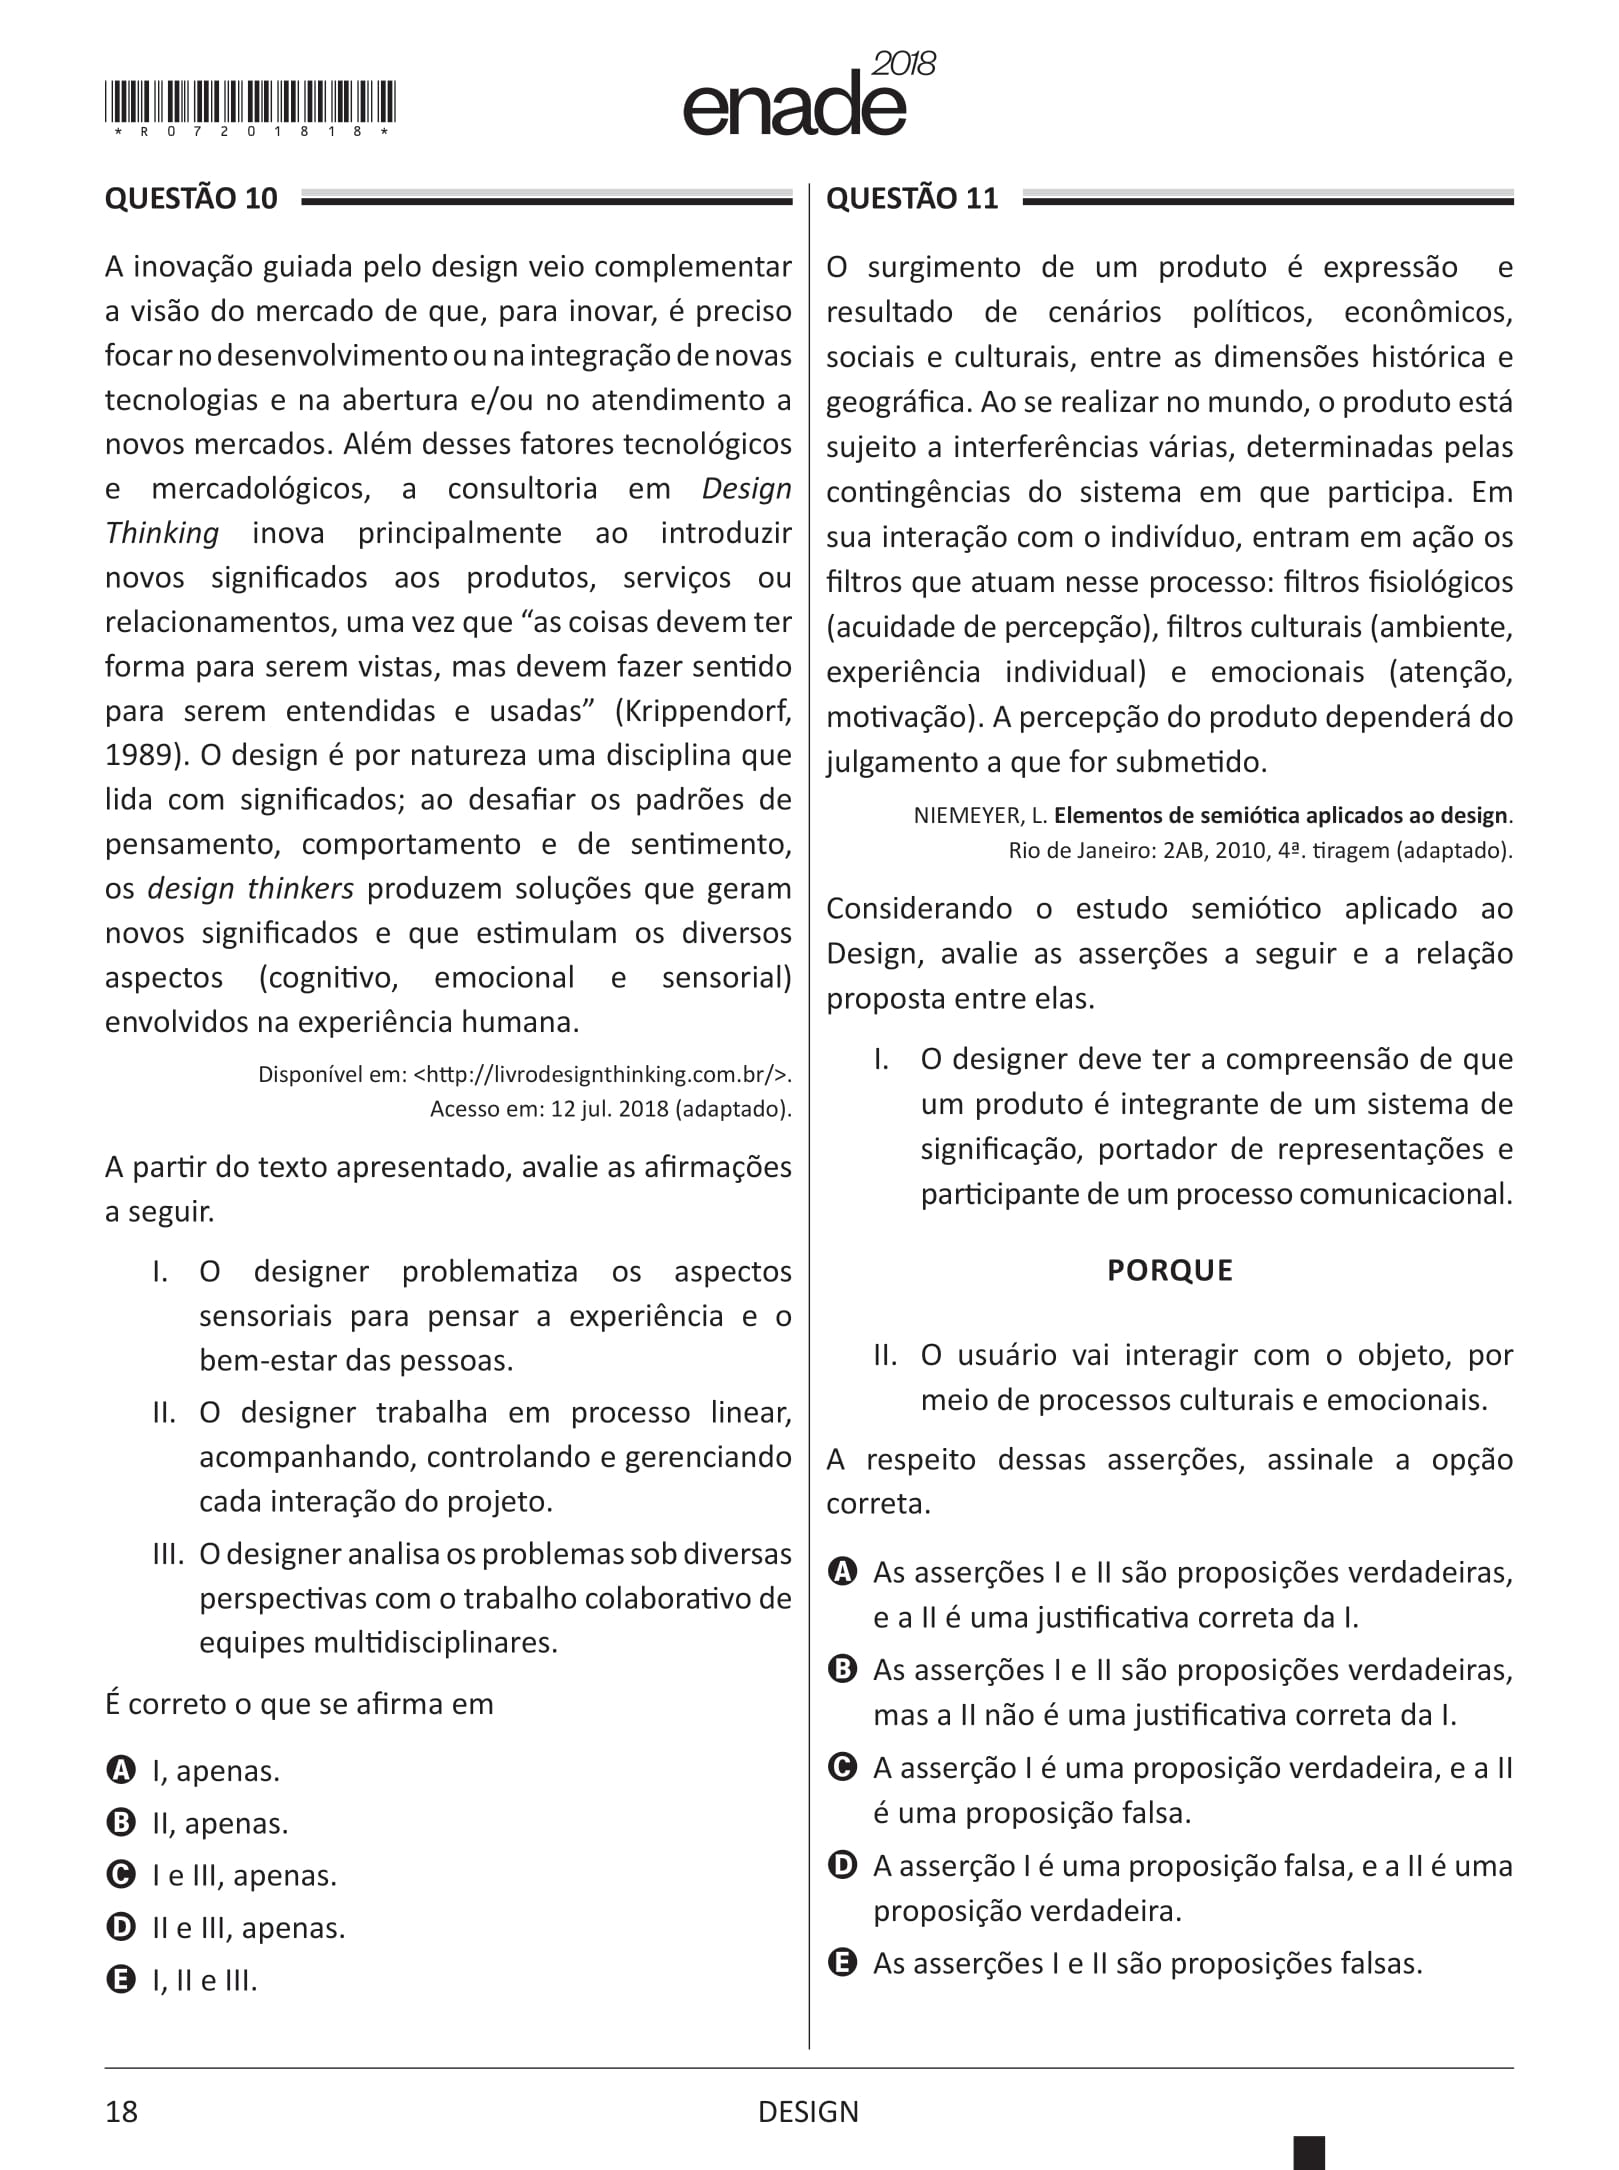 enade 2018
*R07201818*
QUESTÃO 10
A inovação guiada pelo design veio complementar
a visão do mercado de que, para inovar, é preciso
focar no desenvolvimento ou na integração de novas
tecnologias e na abertura e/ou no atendimento a
novos mercados. Além desses fatores tecnológicos
e mercadológicos, a consultoria em Design
Thinking inova principalmente ao introduzir
novos significados aos produtos, serviços ou
relacionamentos, uma vez que “as coisas devem ter
forma para serem vistas, mas devem fazer sentido
para serem entendidas e usadas” (Krippendorf,
1989). O design é por natureza uma disciplina que
lida com significados; ao desafiar os padrões de
pensamento, comportamento e de sentimento,
os design thinkers produzem soluções que geram
novos significados e que estimulam os diversos
aspectos (cognitivo, emocional e sensorial)
envolvidos na experiência humana.
Disponível em: <http://livrodesignthinking.com.br/>.
Acesso em: 12 jul. 2018 (adaptado).
A partir do texto apresentado, avalie as afirmações
a seguir.
I. O designer problematiza os aspectos
sensoriais para pensar a experiência e o
bem-estar das pessoas.
II. O designer trabalha em processo linear,
acompanhando, controlando e gerenciando
cada interação do projeto.
III. O designer analisa os problemas sob diversas
perspectivas com o trabalho colaborativo de
equipes multidisciplinares.
É correto o que se afirma em
A I, apenas.
B II, apenas.
C I e III, apenas.
D II e III, apenas.
E I, II e III.
QUESTÃO 11
O surgimento de um produto é expressão e
resultado de cenários políticos, econômicos,
sociais e culturais, entre as dimensões histórica e
geográfica. Ao se realizar no mundo, o produto está
sujeito a interferências várias, determinadas pelas
contingências do sistema em que participa. Em
sua interação com o indivíduo, entram em ação os
filtros que atuam nesse processo: filtros fisiológicos
(acuidade de percepção), filtros culturais (ambiente,
experiência individual) e emocionais (atenção,
motivação). A percepção do produto dependerá do
julgamento a que for submetido.
NIEMEYER, L. Elementos de semiótica aplicados ao design.
Rio de Janeiro: 2AB, 2010, 4ª. tiragem (adaptado).
Considerando o estudo semiótico aplicado ao
Design, avalie as asserções a seguir e a relação
proposta entre elas.
I. O designer deve ter a compreensão de que
um produto é integrante de um sistema de
significação, portador de representações e
participante de um processo comunicacional.
PORQUE
II. O usuário vai interagir com o objeto, por
meio de processos culturais e emocionais.
A respeito dessas asserções, assinale a opção
correta.
A As asserções I e II são proposições verdadeiras,
e a II é uma justificativa correta da I.
B As asserções I e II são proposições verdadeiras,
mas a II não é uma justificativa correta da I.
C A asserção I é uma proposição verdadeira, e a II
é uma proposição falsa.
D A asserção I é uma proposição falsa, e a II é uma
proposição verdadeira.
E As asserções I e II são proposições falsas.
18
DESIGN